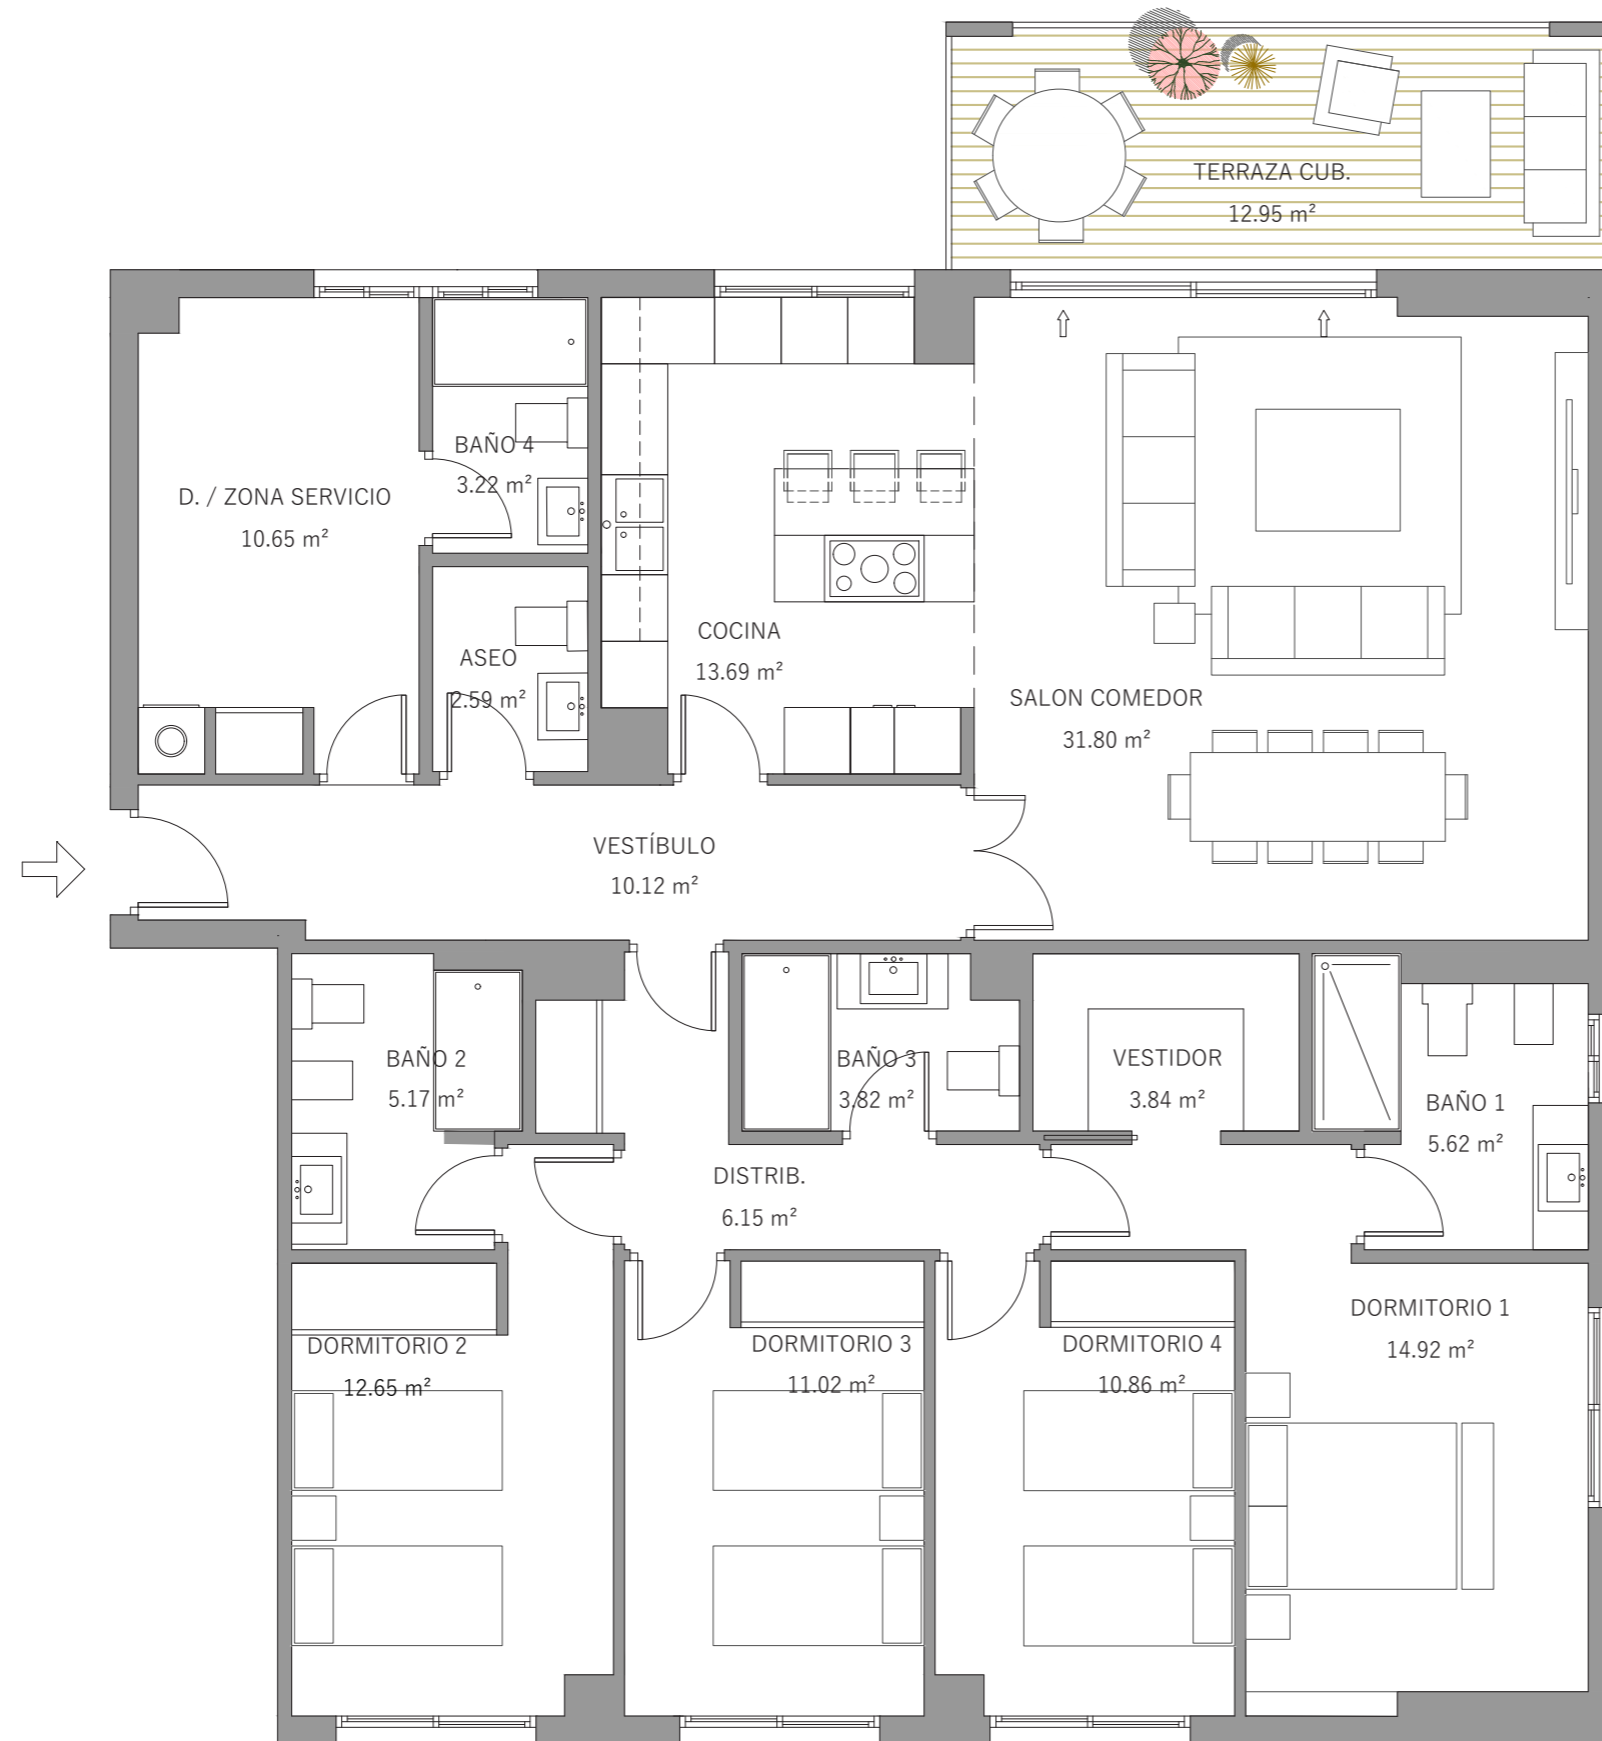 TERRAZA CUB.
12.95 m²
BAÑO 4
3.22 m²
D. / ZONA SERVICIO
10.65 m²
COCINA
13.69 m²
ASEO
2.59 m²
SALON COMEDOR
31.80 m²
VESTÍBULO
10.12 m²
BAÑO 2
5.17 m²
BAÑO 3
3.82 m²
VESTIDOR
3.84 m²
BAÑO 1
5.62 m²
DISTRIB.
6.15 m²
DORMITORIO 1
14.92 m²
DORMITORIO 2
12.65 m²
DORMITORIO 3
11.02 m²
DORMITORIO 4
10.86 m²